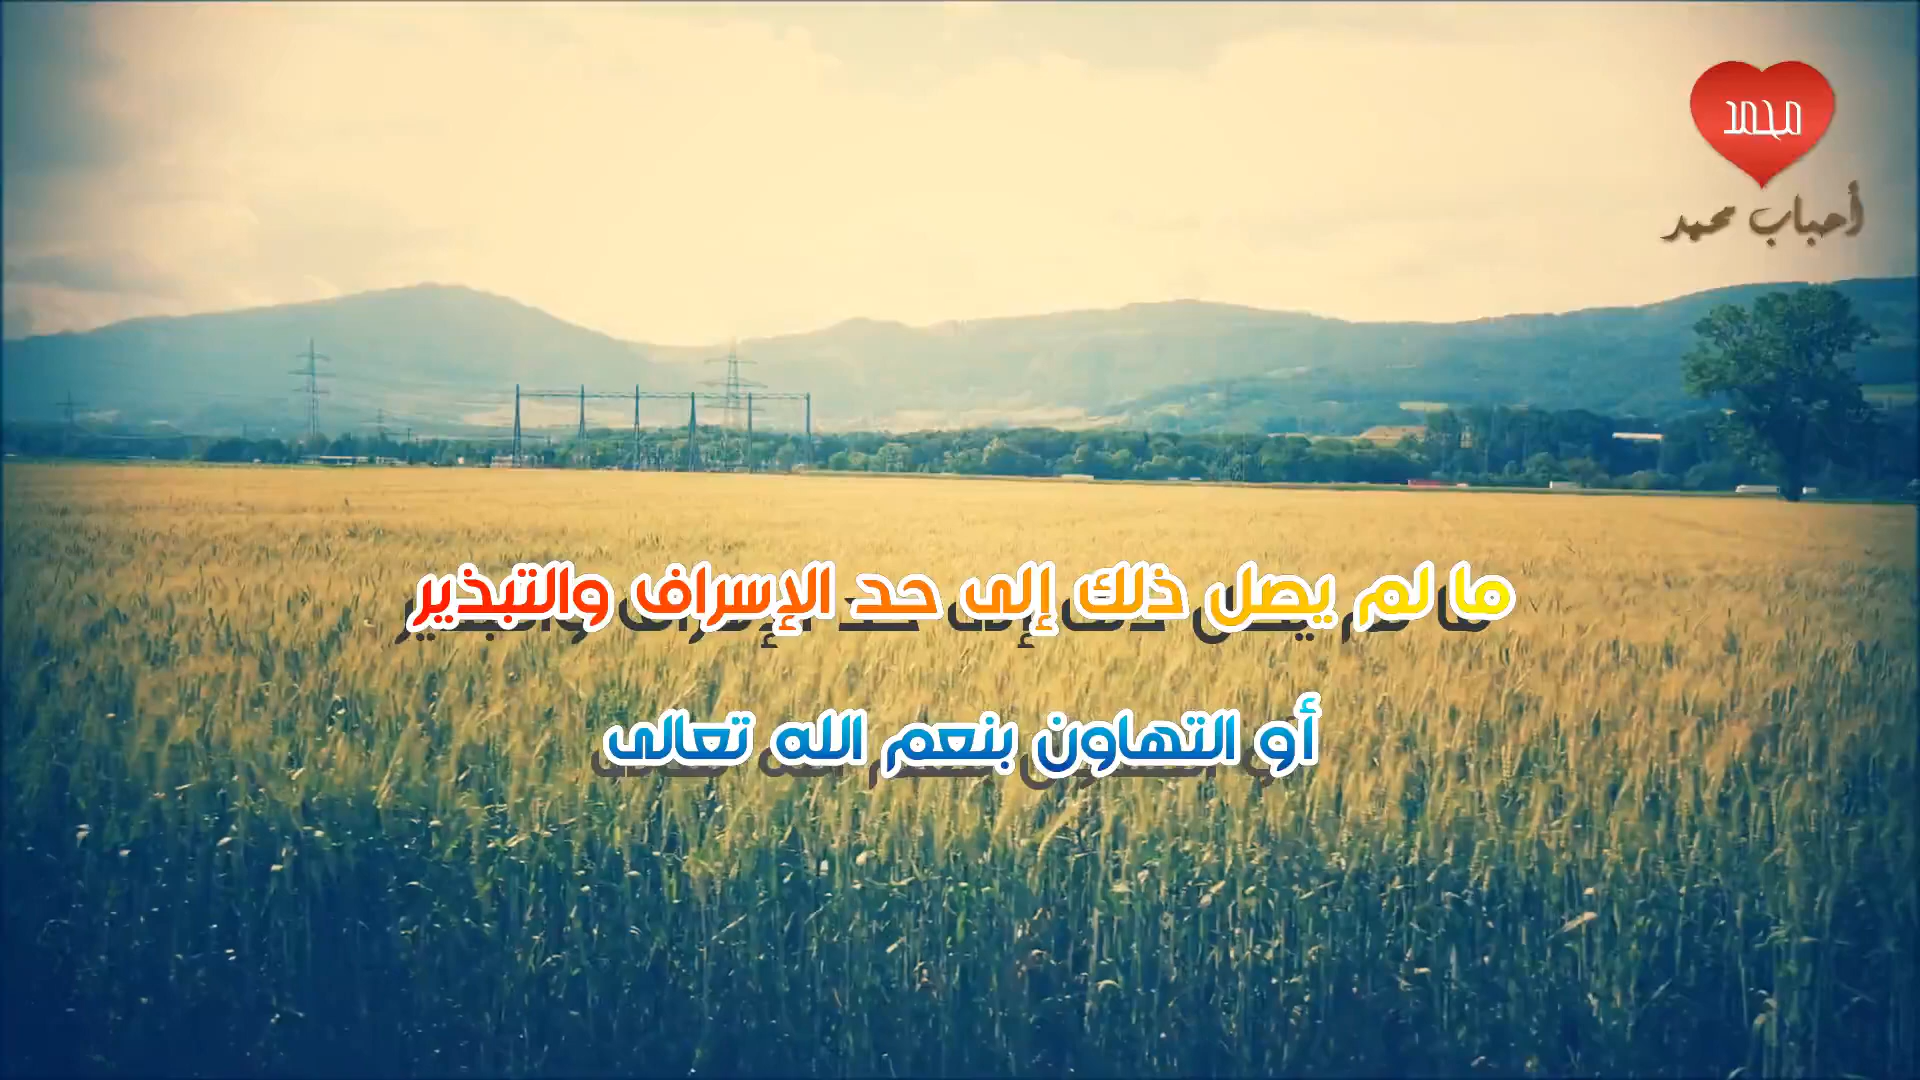 محمد
أحباب محمد
ما لم يصل ذلك إلى حد الإسراف والتبذير
أو التهاون بنعم الله تعالى